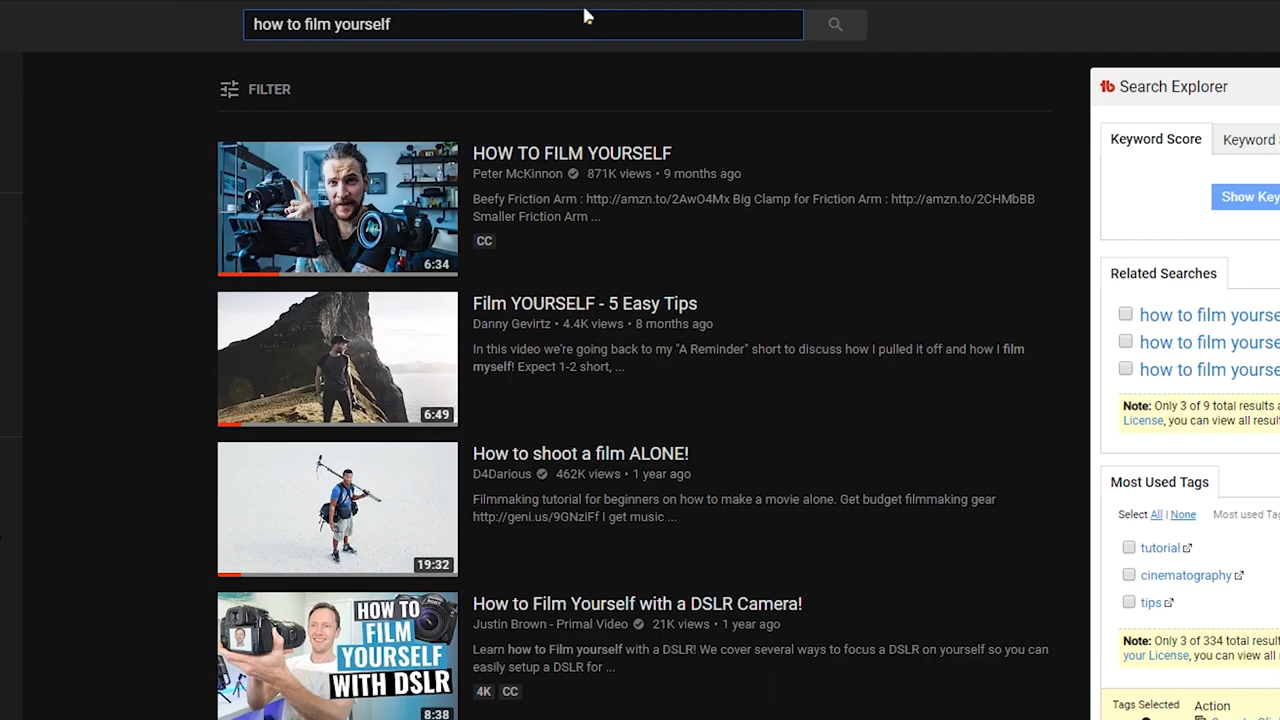 how to film yourself
FILTER
HOW TO FILM YOURSELF
Peter McKinnon 871K views • 9 months ago
Beefy Friction Arm : http://amzn.to/2AwO4Mx Big Clamp for Friction Arm : http://amzn.to/2CHMbBB
Smaller Friction Arm ...
CC
6:34
Film YOURSELF - 5 Easy Tips
Danny Gevirtz • 4.4K views • 8 months ago
In this video we're going back to my "A Reminder" short to discuss how I pulled it off and how I film
myself! Expect 1-2 short, ...
6:49
How to shoot a film ALONE!
D4Darious 462K views • 1 year ago
Filmmaking tutorial for beginners on how to make a movie alone. Get budget filmmaking gear
http://geni.us/9GNziFf I get music ...
19:32
How to Film Yourself with a DSLR Camera!
Justin Brown - Primal Video 21K views • 1 year ago
Learn how to Film yourself with a DSLR! We cover several ways to focus a DSLR on yourself so you can
easily setup a DSLR for ...
4K CC
HOW TO
FILM
YOURSELF
WITH DSLR
8:38
tb Search Explorer
Keyword Score Keyword
Show Key
Related Searches
how to film yourse
how to film yourse
how to film yourse
Note: Only 3 of 9 total results a
License, you can view all resul
Most Used Tags
Select All | None Most used Tag
tutorial
cinematography
tips
Note: Only 3 of 334 total result
your License, you can view all
Tags Selected Action